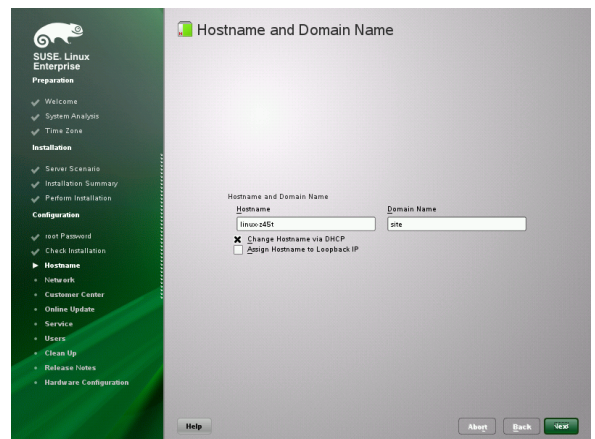 SUSE. Linux
Enterprise
Preparation
Welcome
System Analysis
Time Zone
Installation
Server Scenario
Installation Summary
Perform Installation
Configuration
root Password
Check Installation
Hostname
Network
Customer Center
Online Update
Service
Users
Clean Up
Release Notes
Hardware Configuration
Hostname and Domain Name
Hostname and Domain Name
Hostname
Domain Name
linux-z45t
site
Change Hostname via DHCP
Assign Hostname to Loopback IP
Help
Abort
Back
Next